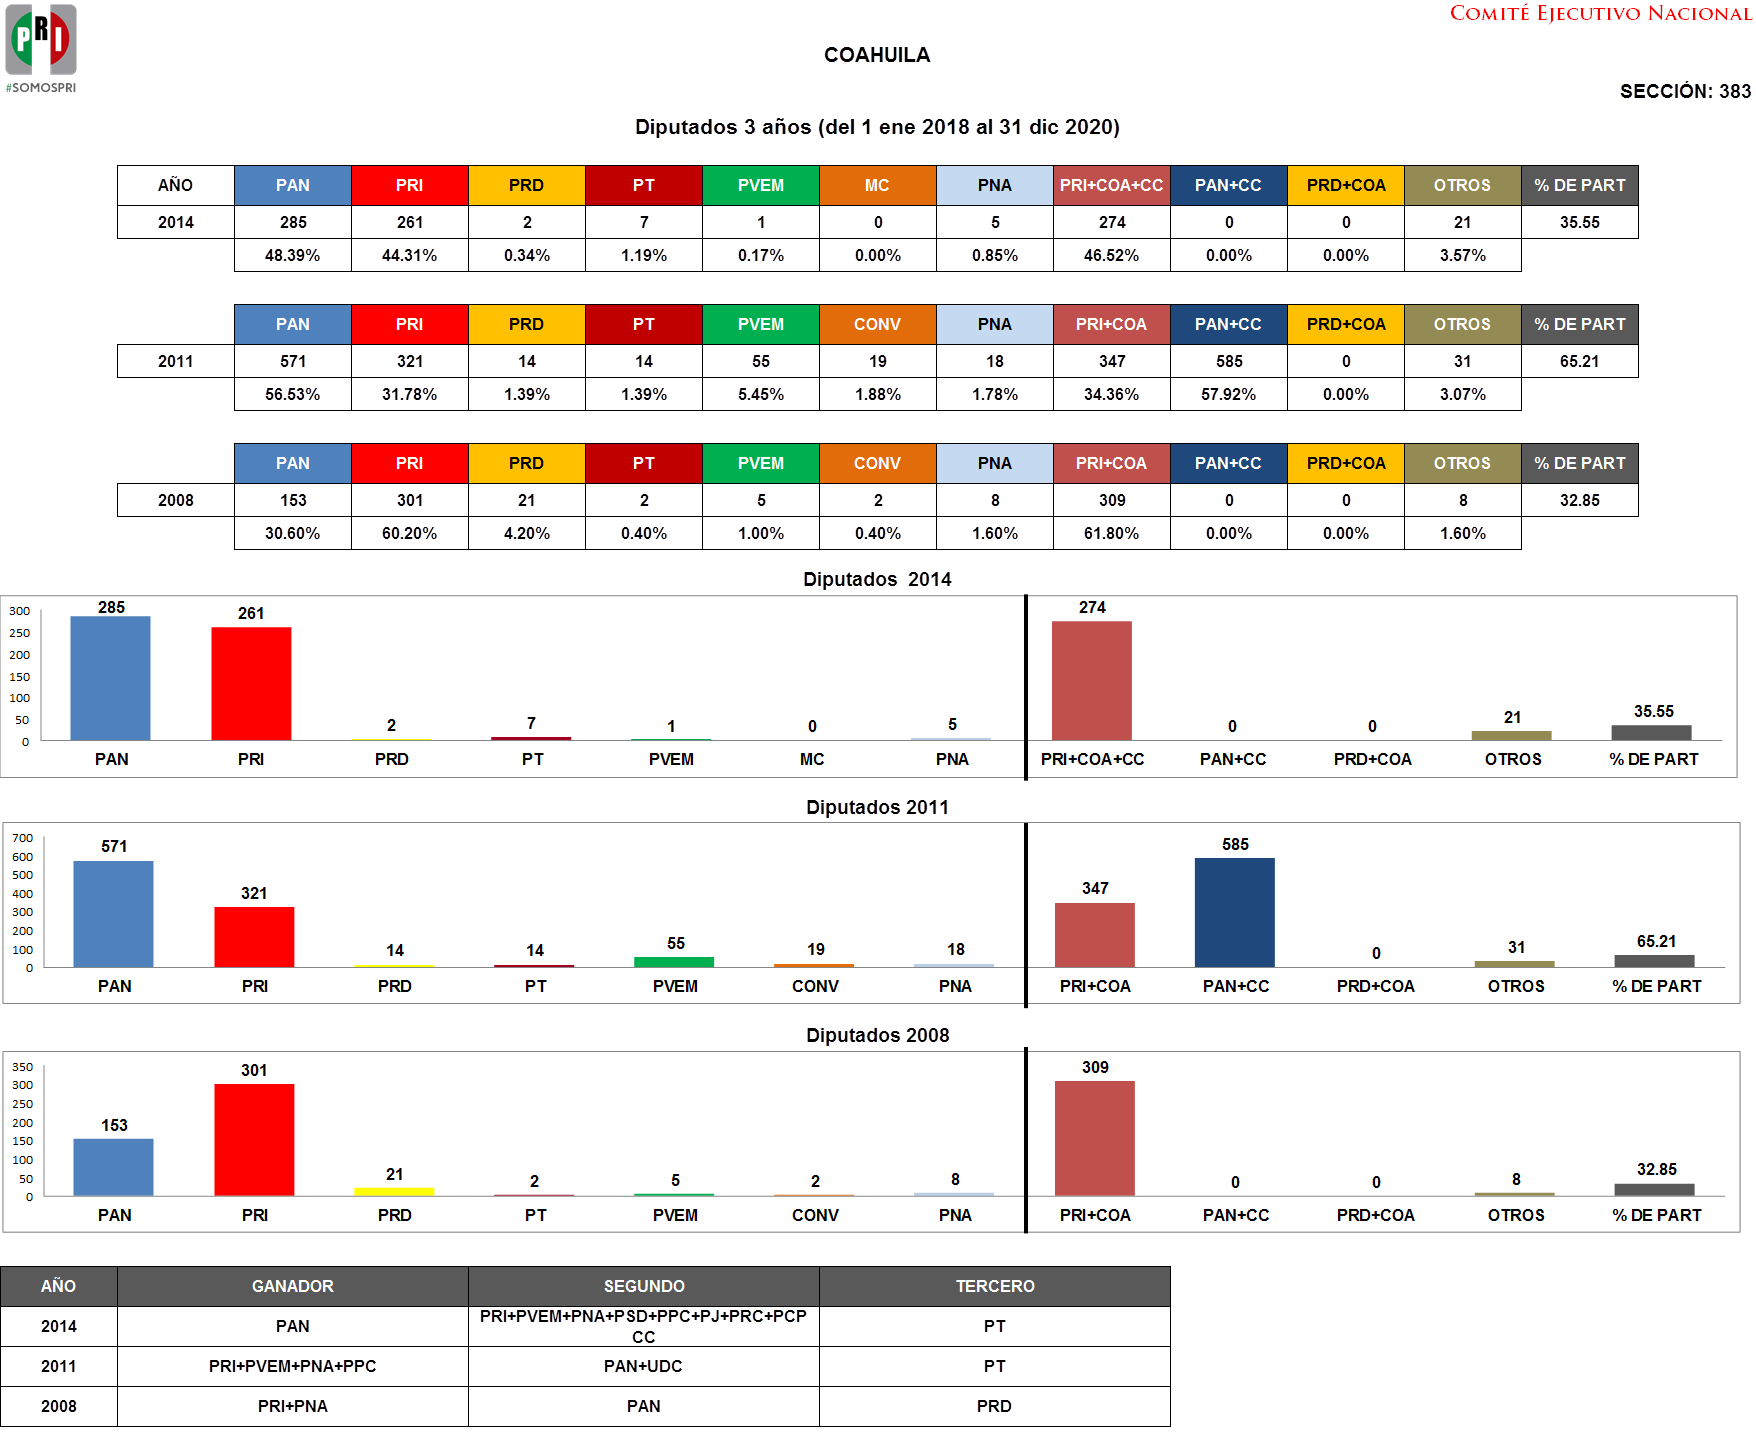 COMITÉ EJECUTIVO NACIONAL
PRI
#SOMOSPRI
COAHUILA
SECCIÓN: 383
Diputados 3 años (del 1 ene 2018 al 31 dic 2020)
AÑO PAN PRI PRD PT PVEM MC PNA PRI+COA+CC PAN+CC PRD+COA OTROS % DE PART
2014 285 261 2 7 1 0 5 274 0 0 21 35.55
48.39% 44.31% 0.34% 1.19% 0.17% 0.00% 0.85% 46.52% 0.00% 0.00% 3.57%
PAN PRI PRD PT PVEM CONV PNA PRI+COA PAN+CC PRD+COA OTROS % DE PART
2011 571 321 14 14 55 19 18 347 585 0 31 65.21
56.53% 31.78% 1.39% 1.39% 5.45% 1.88% 1.78% 34.36% 57.92% 0.00% 3.07%
PAN PRI PRD PT PVEM CONV PNA PRI+COA PAN+CC PRD+COA OTROS % DE PART
2008 153 301 21 2 5 2 8 309 0 0 8 32.85
30.60% 60.20% 4.20% 0.40% 1.00% 0.40% 1.60% 61.80% 0.00% 0.00% 1.60%
Diputados 2014
300
250
200
150
100
50
0
285 261 2 7 1 0 5 274 0 0 21 35.55
PAN PRI PRD PT PVEM MC PNA PRI+COA+CC PAN+CC PRD+COA OTROS % DE PART
Diputados 2011
700
600
500
400
300
200
100
0
571 321 14 14 55 19 18 347 585 0 31 65.21
PAN PRI PRD PT PVEM CONV PNA PRI+COA PAN+CC PRD+COA OTROS % DE PART
Diputados 2008
350
300
250
200
150
100
50
0
153 301 21 2 5 2 8 309 0 0 8 32.85
PAN PRI PRD PT PVEM CONV PNA PRI+COA PAN+CC PRD+COA OTROS % DE PART
AÑO GANADOR SEGUNDO TERCERO
2014 PAN PRI+PVEM+PNA+PSD+PPC+PJ+PRC+PCP CC PT
2011 PRI+PVEM+PNA+PPC PAN+UDC PT
2008 PRI+PNA PAN PRD